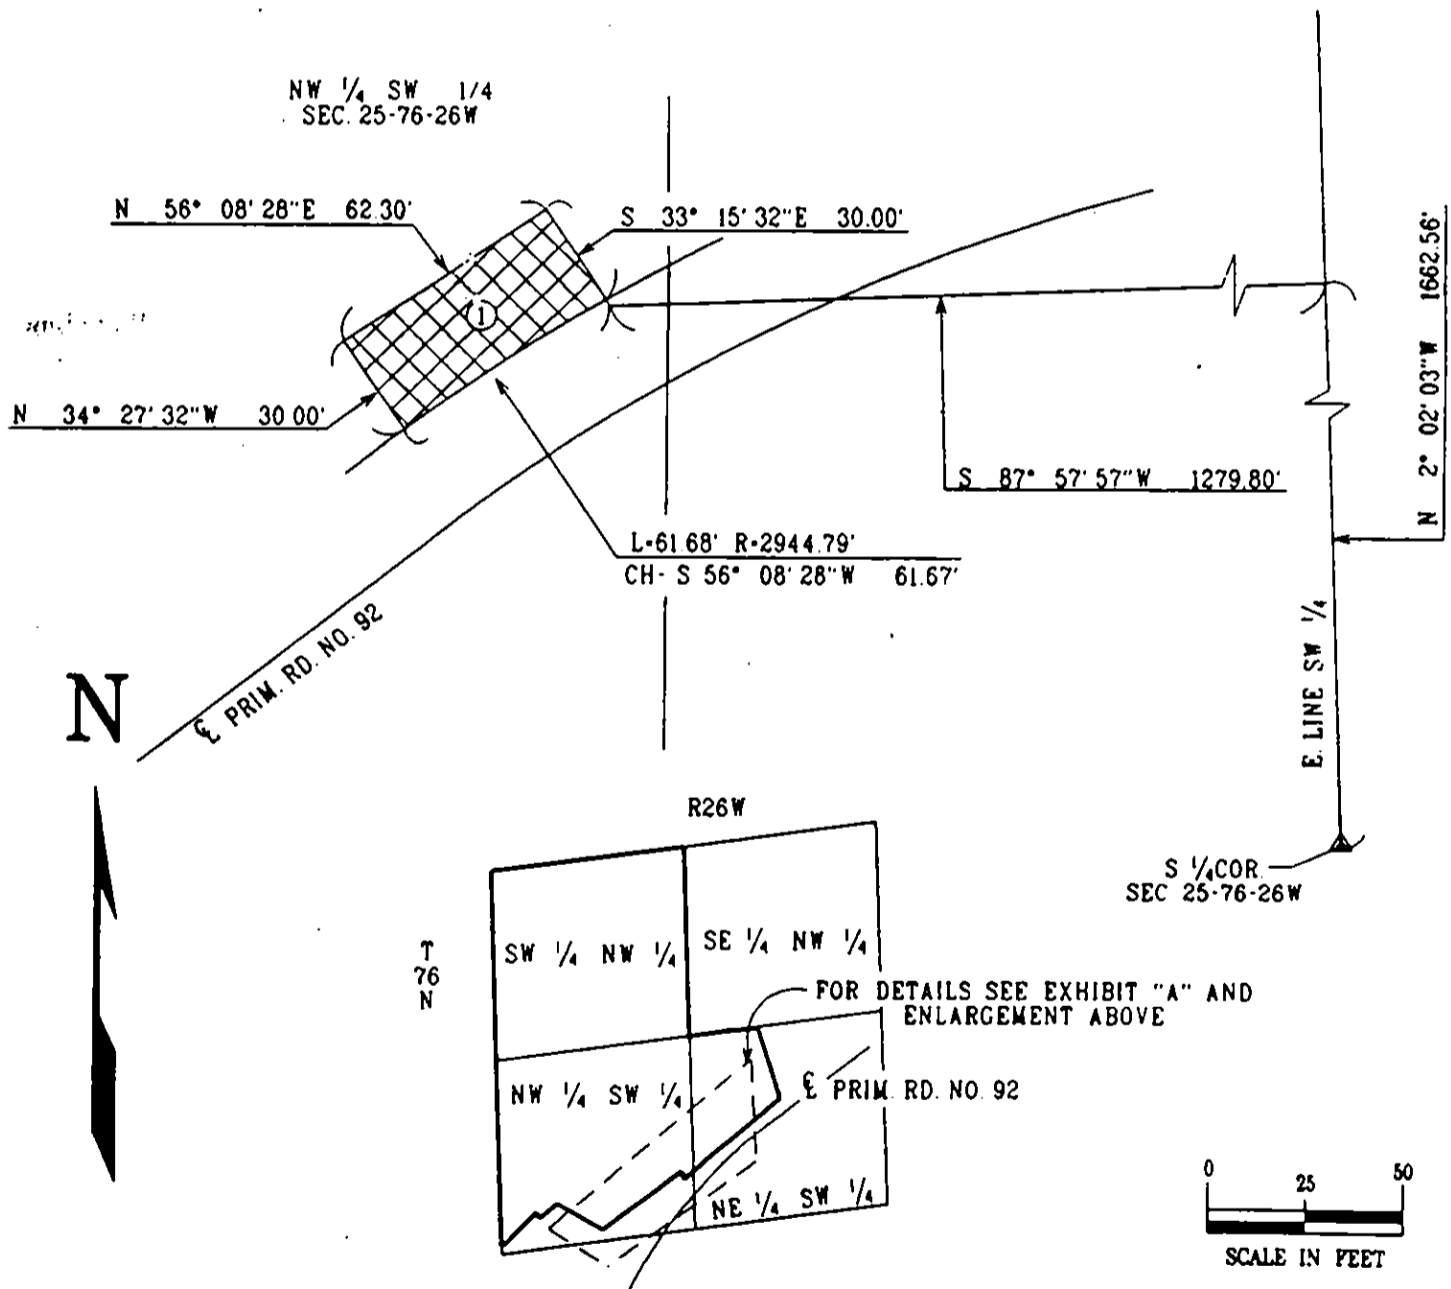 NW 1/4 SW 1/4
SEC. 25-76-26W
N 56° 08' 28"E 62.30'
S 33° 15' 32"E 30.00'
1
N 34° 27' 32"W 30 00'
S 87° 57' 57"W 1279.80'
N 2° 02' 03"W 1662.56'
L=61.68' R=2944.79'
CH- S 56° 08' 28"W 61.67'
℄ PRIM. RD. NO. 92
E. LINE SW 1/4
N
S 1/4 COR.
SEC 25-76-26W
R26W
T
76
N
SW 1/4 NW 1/4
SE 1/4 NW 1/4
FOR DETAILS SEE EXHIBIT "A" AND
ENLARGEMENT ABOVE
NW 1/4 SW 1/4
℄ PRIM. RD. NO. 92
NE 1/4 SW 1/4
0 25 50
SCALE IN FEET